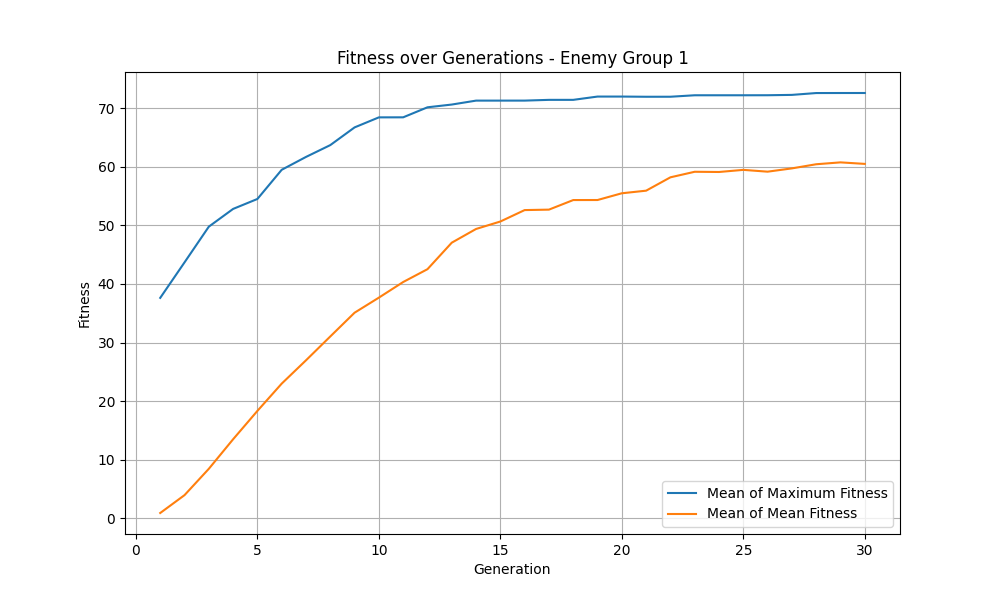 Fitness over Generations - Enemy Group 1
70
60
50
40
30
20
10
0
Fitness
0 5 10 15 20 25 30
Generation
Mean of Maximum Fitness
Mean of Mean Fitness